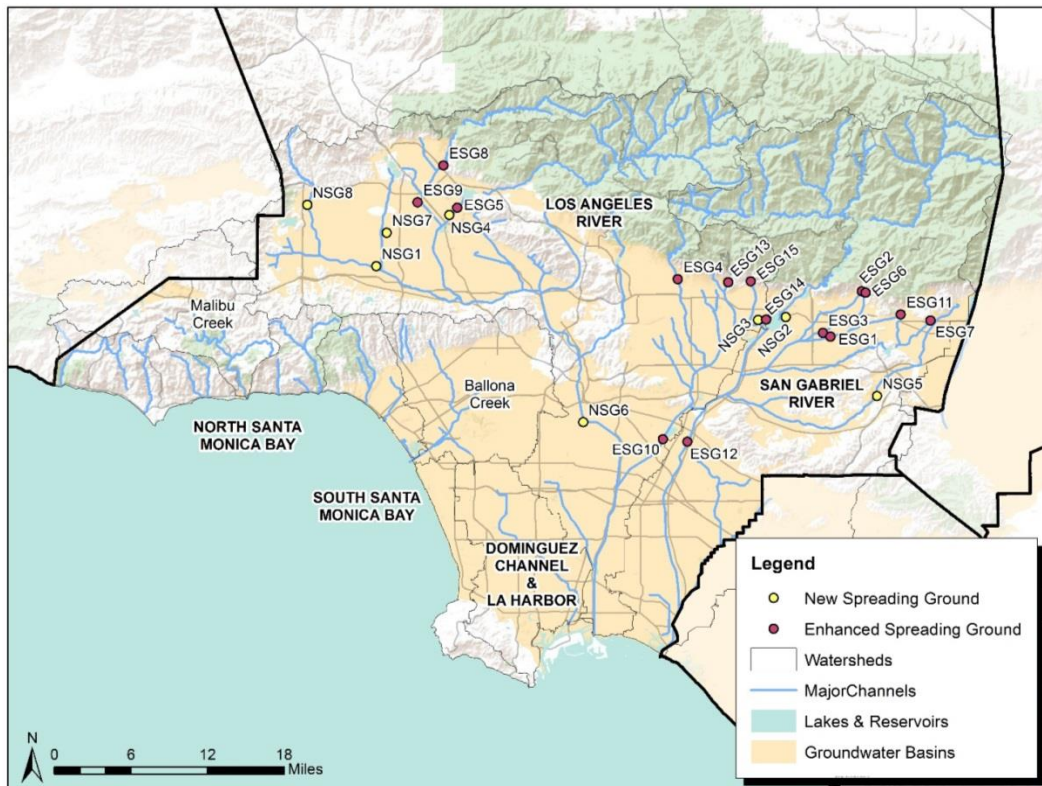 ESG8
NSG8
ESG9
ESG5
NSG4
NSG7
NSG1
LOS ANGELES
RIVER
ESG4
ESG13
ESG15
ESG2
ESG6
ESG14
NSG3
NSG2
ESG3
ESG1
ESG11
ESG7
Malibu
Creek
Ballona
Creek
SAN GABRIEL
RIVER
NSG5
NORTH SANTA
MONICA BAY
NSG6
ESG10
ESG12
SOUTH SANTA
MONICA BAY
DOMINGUEZ
CHANNEL
&
LA HARBOR
Legend
New Spreading Ground
Enhanced Spreading Ground
Watersheds
MajorChannels
Lakes & Reservoirs
Groundwater Basins
N
0 6 12 18
Miles